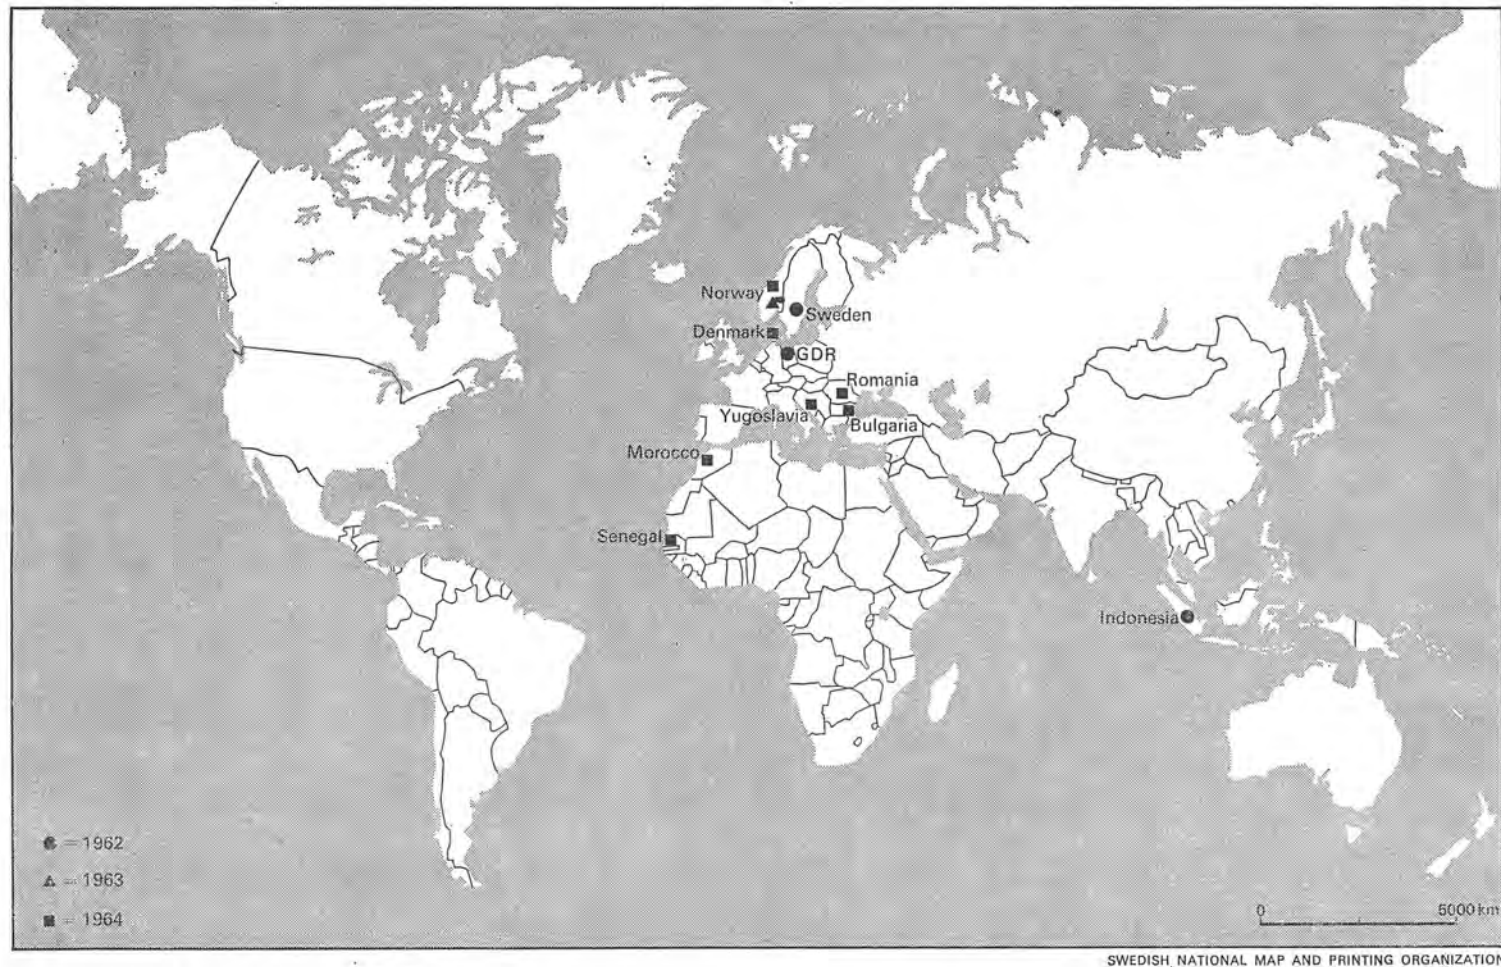 Norway
Sweden
Denmark
GDR
Romania
Yugoslavia
Bulgaria
Morocco
Senegal
Indonesia
= 1962
= 1963
= 1964
0 5000 km
SWEDISH NATIONAL MAP AND PRINTING ORGANIZATION